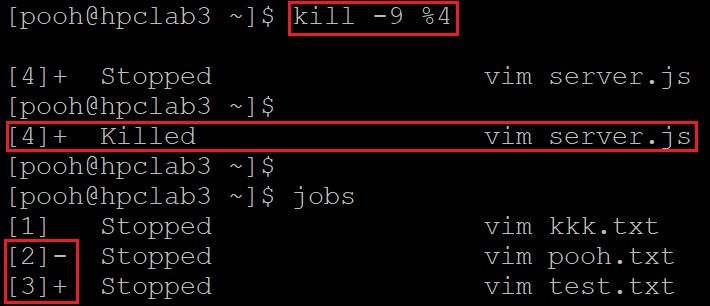 [pooh@hpclab3 ~]$ kill -9 %4
[4]+  Stopped                 vim server.js
[pooh@hpclab3 ~]$
[4]+  Killed                  vim server.js
[pooh@hpclab3 ~]$
[pooh@hpclab3 ~]$ jobs
[1]   Stopped                 vim kkk.txt
[2]-  Stopped                 vim pooh.txt
[3]+  Stopped                 vim test.txt